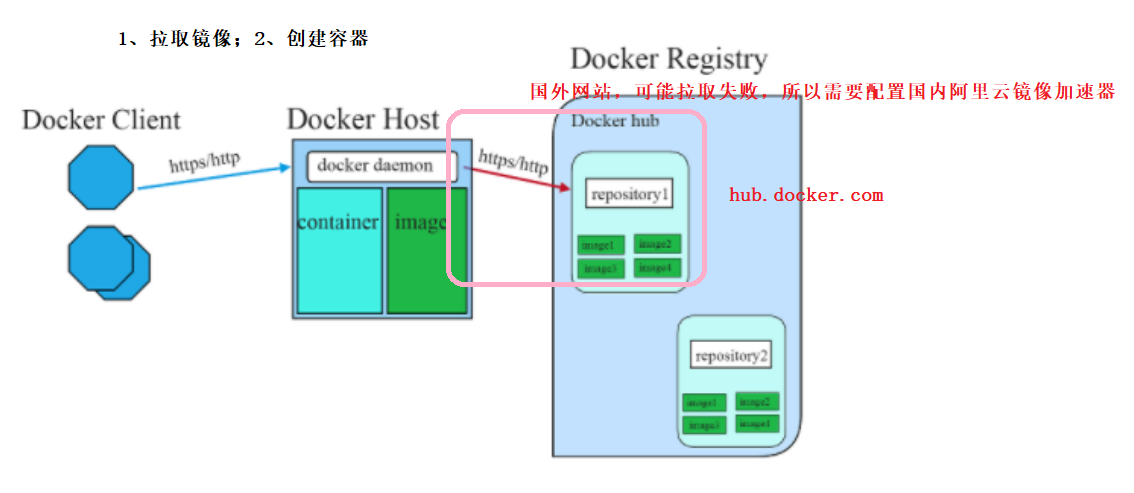 1、拉取镜像；2、创建容器
Docker Registry
国外网站，可能拉取失败，所以需要配置国内阿里云镜像加速器
Docker Client
Docker Host
Docker hub
https/http
docker daemon
https/http
repository1
hub.docker.com
container
image
image1
image2
image3
image4
repository2
image1
image2
image3
image4